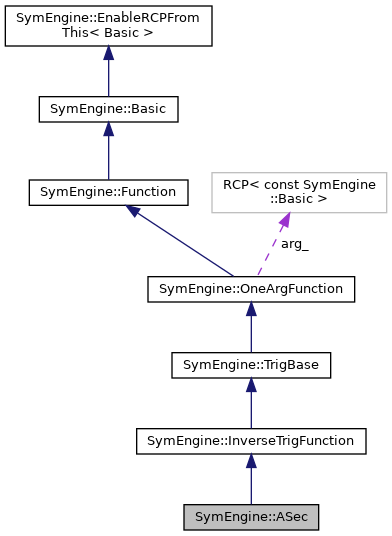 SymEngine::EnableRCPFrom
This< Basic >
SymEngine::Basic
SymEngine::Function
RCP< const SymEngine
::Basic >
arg_
SymEngine::OneArgFunction
SymEngine::TrigBase
SymEngine::InverseTrigFunction
SymEngine::ASec